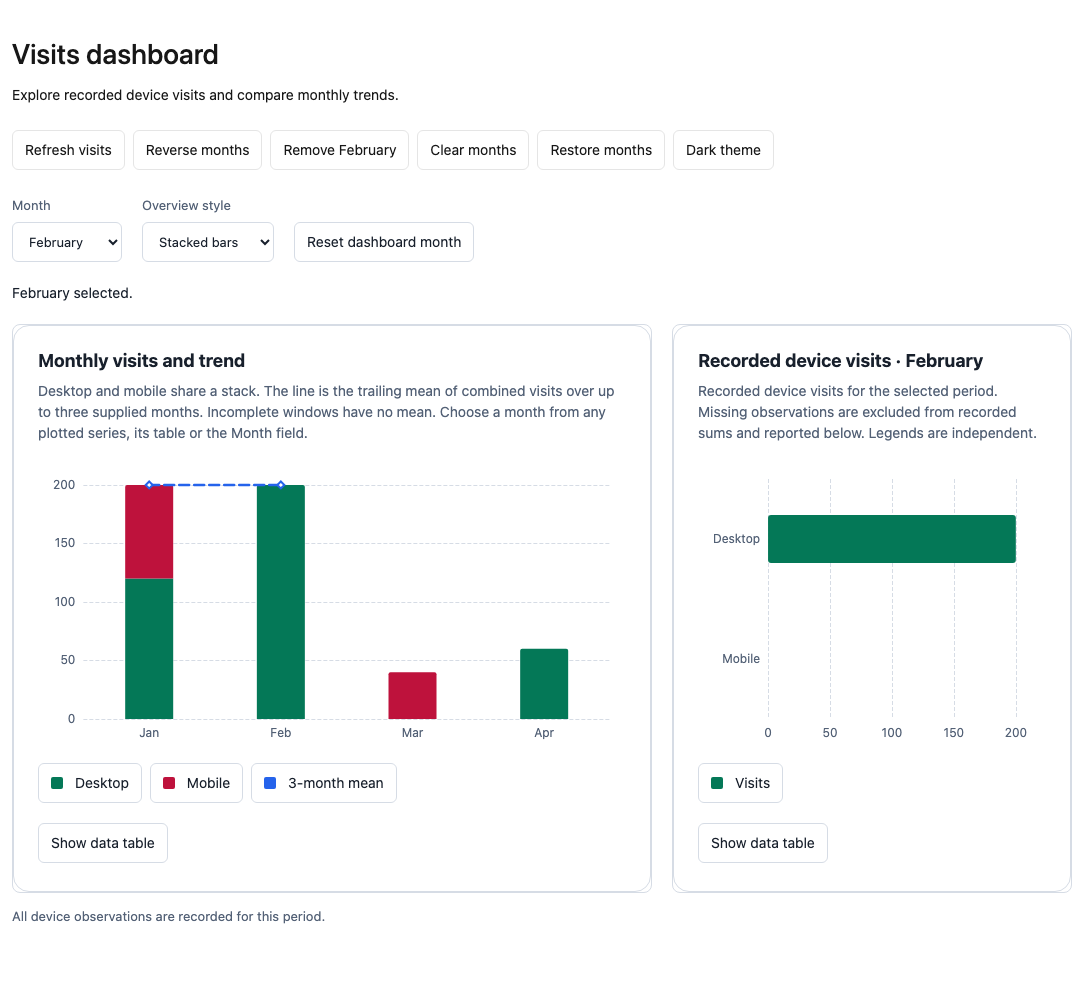 Visits dashboard
Explore recorded device visits and compare monthly trends.
Refresh visits
Reverse months
Remove February
Clear months
Restore months
Dark theme
Month
Overview style
February
Stacked bars
Reset dashboard month
February selected.
Monthly visits and trend
Desktop and mobile share a stack. The line is the trailing mean of combined visits over up
to three supplied months. Incomplete windows have no mean. Choose a month from any
plotted series, its table or the Month field.
200
150
100
50
0
Jan
Feb
Mar
Apr
Desktop
Mobile
3-month mean
Show data table
Recorded device visits · February
Recorded device visits for the selected period.
Missing observations are excluded from recorded
sums and reported below. Legends are independent.
Desktop
Mobile
0
50
100
150
200
Visits
Show data table
All device observations are recorded for this period.